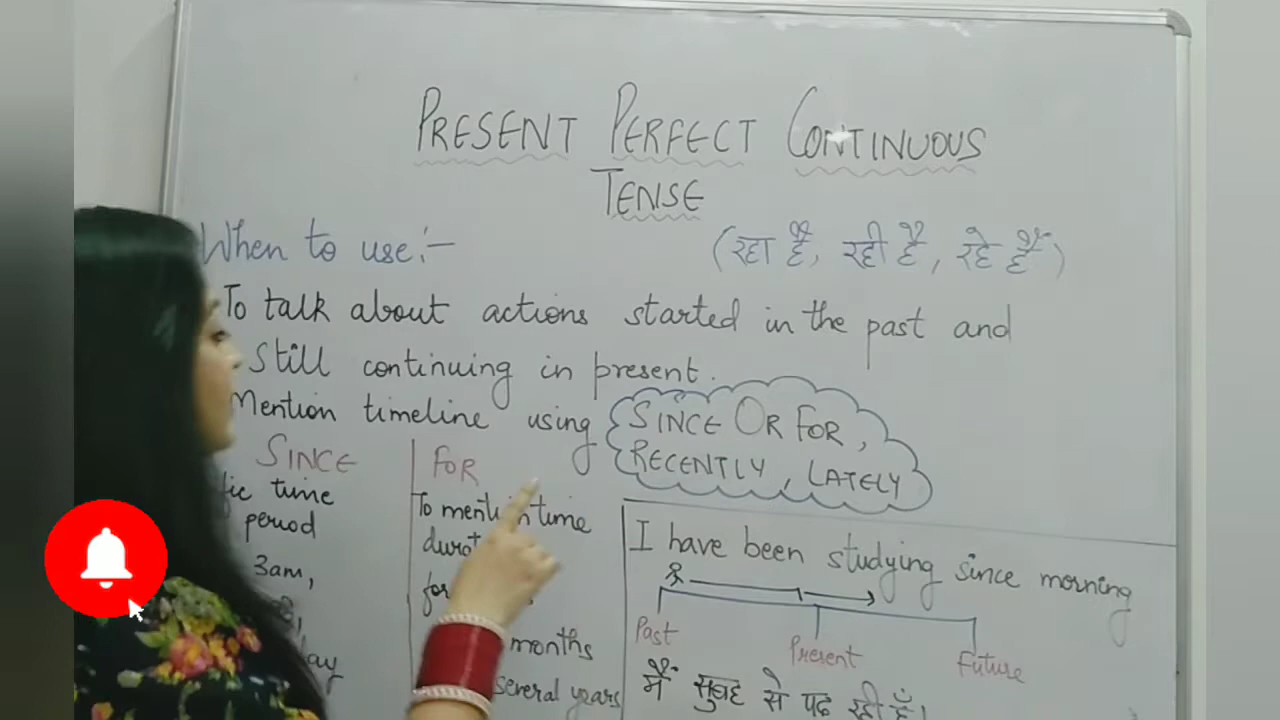 PRESENT PERFECT CONTINUOUS
TENSE
When to use:-
(रहा है, रही है, रहे हैं)
To talk about actions started in the past and
still continuing in present.
Mention timeline using
SINCE OR FOR,
RECENTLY, LATELY
SINCE
time
period
3am,
FOR
To mention time
months
several years
I have been studying since morning
Past
Present
Future
मैं सुबह से पढ रही हूँ।